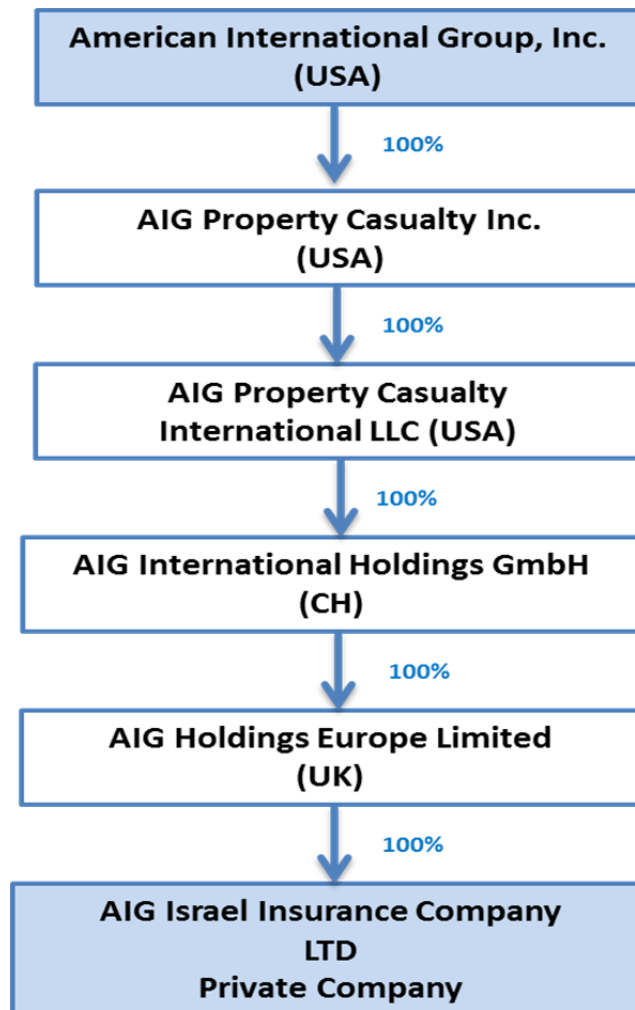 American International Group, Inc.
(USA)
100%
AIG Property Casualty Inc.
(USA)
100%
AIG Property Casualty
International LLC (USA)
100%
AIG International Holdings GmbH
(CH)
100%
AIG Holdings Europe Limited
(UK)
100%
AIG Israel Insurance Company
LTD
Private Company